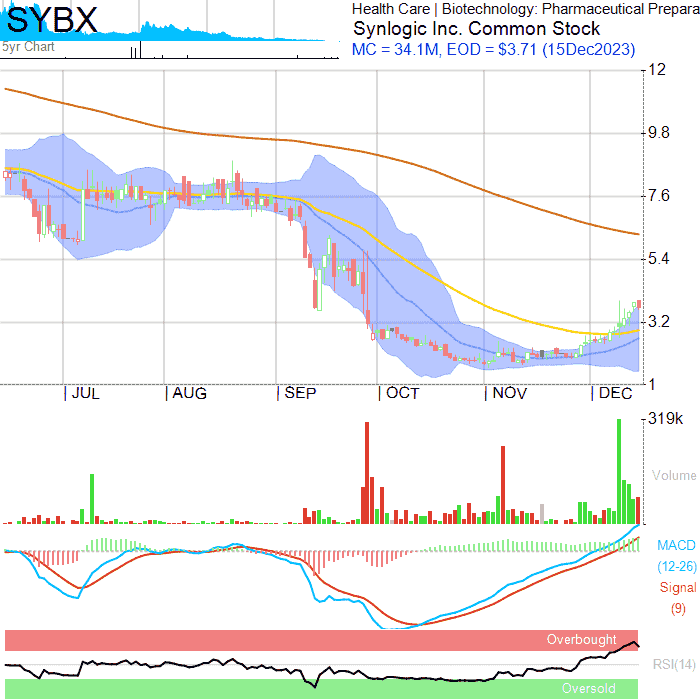 SYBX
5yr Chart
Health Care | Biotechnology: Pharmaceutical Prepara
Synlogic Inc. Common Stock
MC = 34.1M, EOD = $3.71 (15Dec2023)
12
9.8
7.6
5.4
3.2
1
| JUL | AUG | SEP | OCT | NOV | DEC
319k
Volume
MACD
(12-26)
Signal
(9)
Overbought
RSI(14)
Oversold